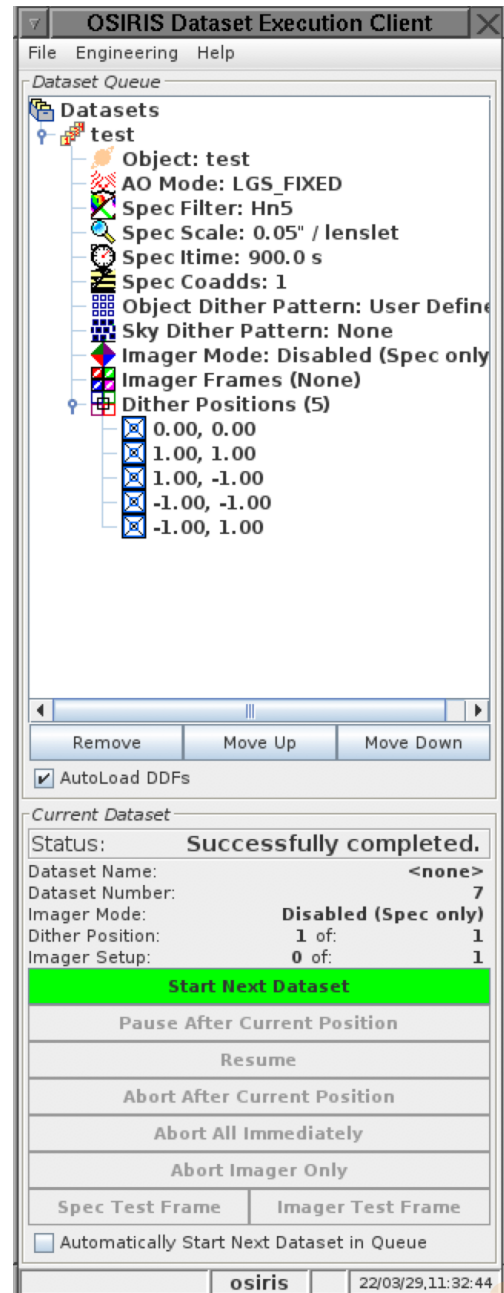 OSIRIS Dataset Execution Client
File Engineering Help
Dataset Queue
Datasets
test
Object: test
AO Mode: LGS_FIXED
Spec Filter: Hn5
Spec Scale: 0.05" / lenslet
Spec Itime: 900.0 s
Spec Coadds: 1
Object Dither Pattern: User Define
Sky Dither Pattern: None
Imager Mode: Disabled (Spec only
Imager Frames (None)
Dither Positions (5)
0.00, 0.00
1.00, 1.00
1.00, -1.00
-1.00, -1.00
-1.00, 1.00
Remove Move Up Move Down
AutoLoad DDFs
Current Dataset
Status: Successfully completed.
Dataset Name: <none>
Dataset Number: 7
Imager Mode: Disabled (Spec only)
Dither Position: 1 of: 1
Imager Setup: 0 of: 1
Start Next Dataset
Pause After Current Position
Resume
Abort After Current Position
Abort All Immediately
Abort Imager Only
Spec Test Frame Imager Test Frame
Automatically Start Next Dataset in Queue
osiris 22/03/29,11:32:44